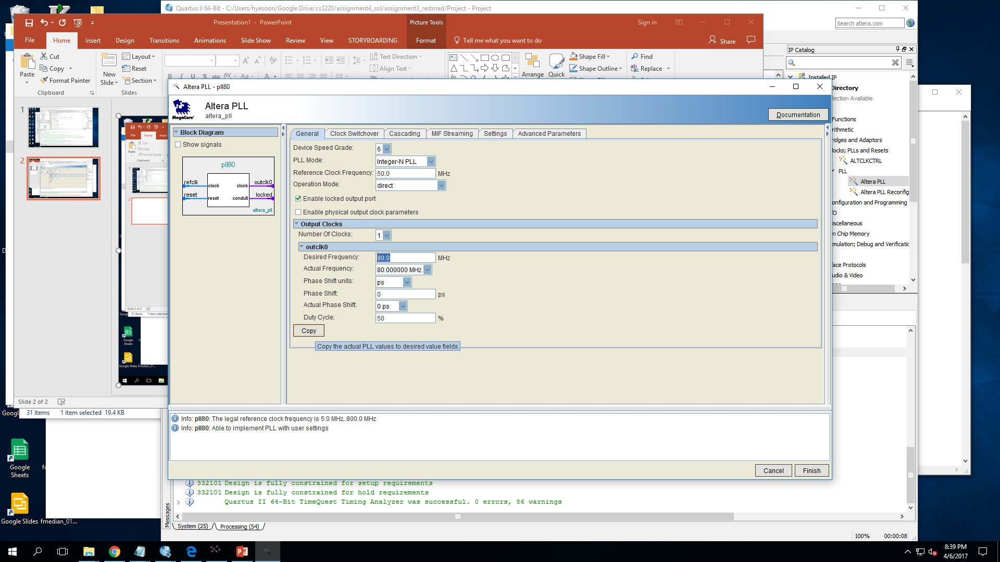 Quartus II 64-Bit - C:/Users/hyesoon/Google Drive/cs3220/assignment4_sol/assignment3_restored/Project - Project
Search altera.com
Presentation1 - PowerPoint
Picture Tools
Sign in
File
Home
Insert
Design
Transitions
Animations
Slide Show
Review
View
STORYBOARDING
Format
Tell me what you want to do
Share
Paste
Cut
Copy
Format Painter
Clipboard
New
Slide
Layout
Reset
Section
Slides
Text Direction
Align Text
Arrange
Quick
Shape Fill
Shape Outline
Find
Replace
IP Catalog
Installed IP
Directory
lection Available
Functions
rithmetic
ridges and Adaptors
locks; PLLs and Resets
ALTCLKCTRL
PLL
Altera PLL
Altera PLL Reconfig
onfiguration and Programming
/O
iscellaneous
n Chip Memory
mulation; Debug and Verificatio
face Protocols
udio & Video
Altera PLL - pll80
Altera PLL
altera_pll
MegaCore
Documentation
Block Diagram
Show signals
pll80
refclk
clock
clock
outclk0
reset
reset
conduit
locked
altera_pll
General
Clock Switchover
Cascading
MIF Streaming
Settings
Advanced Parameters
Device Speed Grade:
6
PLL Mode:
Integer-N PLL
Reference Clock Frequency:
50.0
MHz
Operation Mode:
direct
Enable locked output port
Enable physical output clock parameters
Output Clocks
Number Of Clocks:
1
outclk0
Desired Frequency:
80.0
MHz
Actual Frequency:
80.000000 MHz
Phase Shift units:
ps
Phase Shift:
0
ps
Actual Phase Shift:
0 ps
Duty Cycle:
50
%
Copy
Copy the actual PLL values to desired value fields
Info: pll80: The legal reference clock frequency is 5.0 MHz..800.0 MHz
Info: pll80: Able to implement PLL with user settings
Cancel
Finish
1
2
Slide 2 of 2
31 items 1 item selected 19.4 KB
Google
Sheets
Google Slides
fmedian_01...
332101 Design is fully constrained for setup requirements
332101 Design is fully constrained for hold requirements
Quartus II 64-Bit TimeQuest Timing Analyzer was successful. 0 errors, 86 warnings
Messages
System (25)
Processing (54)
100%
00:00:08
8:39 PM
4/6/2017